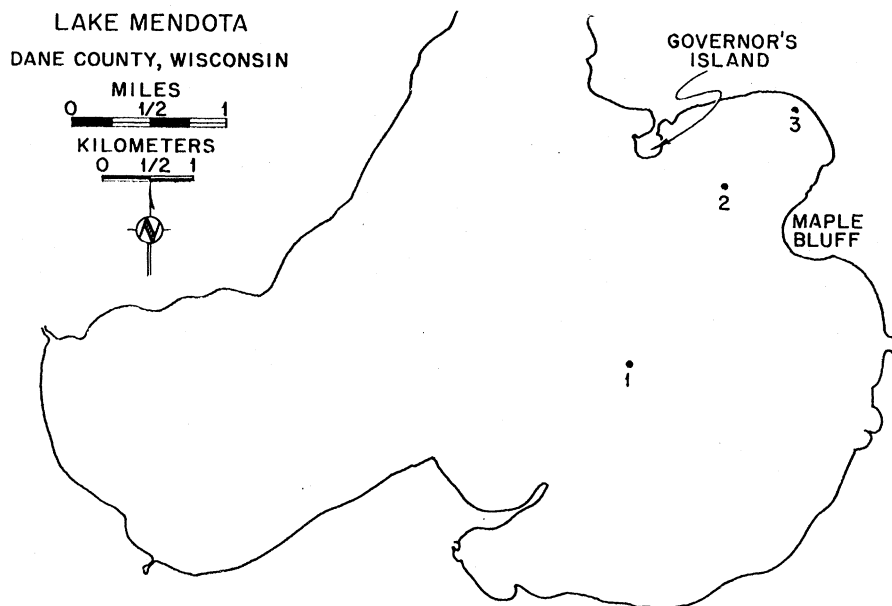 LAKE MENDOTA
DANE COUNTY, WISCONSIN
MILES
0 1/2 1
KILOMETERS
0 1/2 1
N
GOVERNOR'S
ISLAND
3
2
MAPLE
BLUFF
1